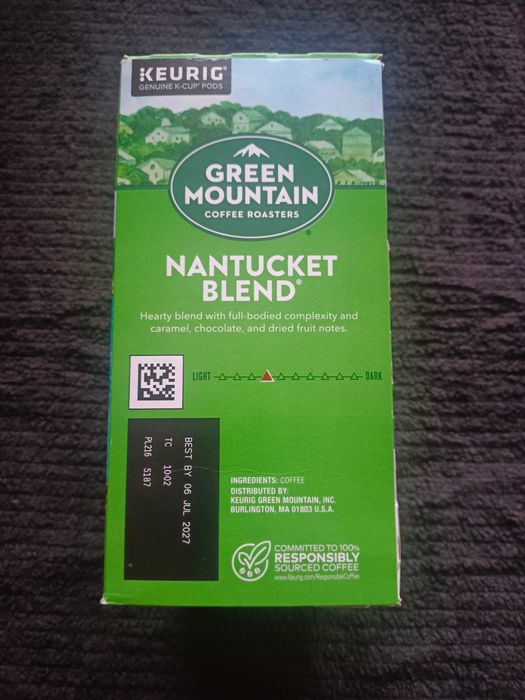 KEURIG®
GENUINE K-CUP® PODS
GREEN
MOUNTAIN
COFFEE ROASTERS
®
NANTUCKET
BLEND®
Hearty blend with full-bodied complexity and
caramel, chocolate, and dried fruit notes.
LIGHT DARK
BEST BY 06 JUL 2027
TC 1002
PL216 5187
INGREDIENTS: COFFEE
DISTRIBUTED BY:
KEURIG GREEN MOUNTAIN, INC.
BURLINGTON, MA 01803 U.S.A.
COMMITTED TO 100%
RESPONSIBLY
SOURCED COFFEE
www.Keurig.com/ResponsibleCoffee